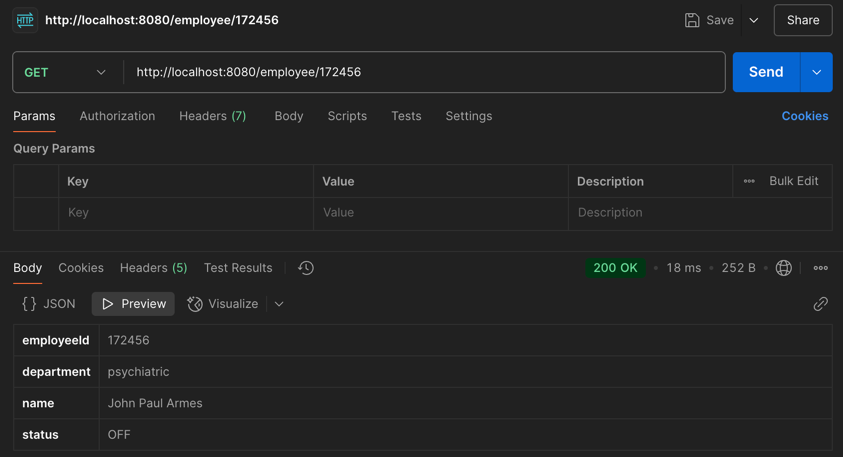 HTTP http://localhost:8080/employee/172456 Save Share
GET http://localhost:8080/employee/172456 Send
Params Authorization Headers (7) Body Scripts Tests Settings Cookies
Query Params
Key Value Description Bulk Edit
Key Value Description
Body Cookies Headers (5) Test Results 200 OK • 18 ms • 252 B •
{} JSON Preview Visualize
employeeId 172456
department psychiatric
name John Paul Armes
status OFF